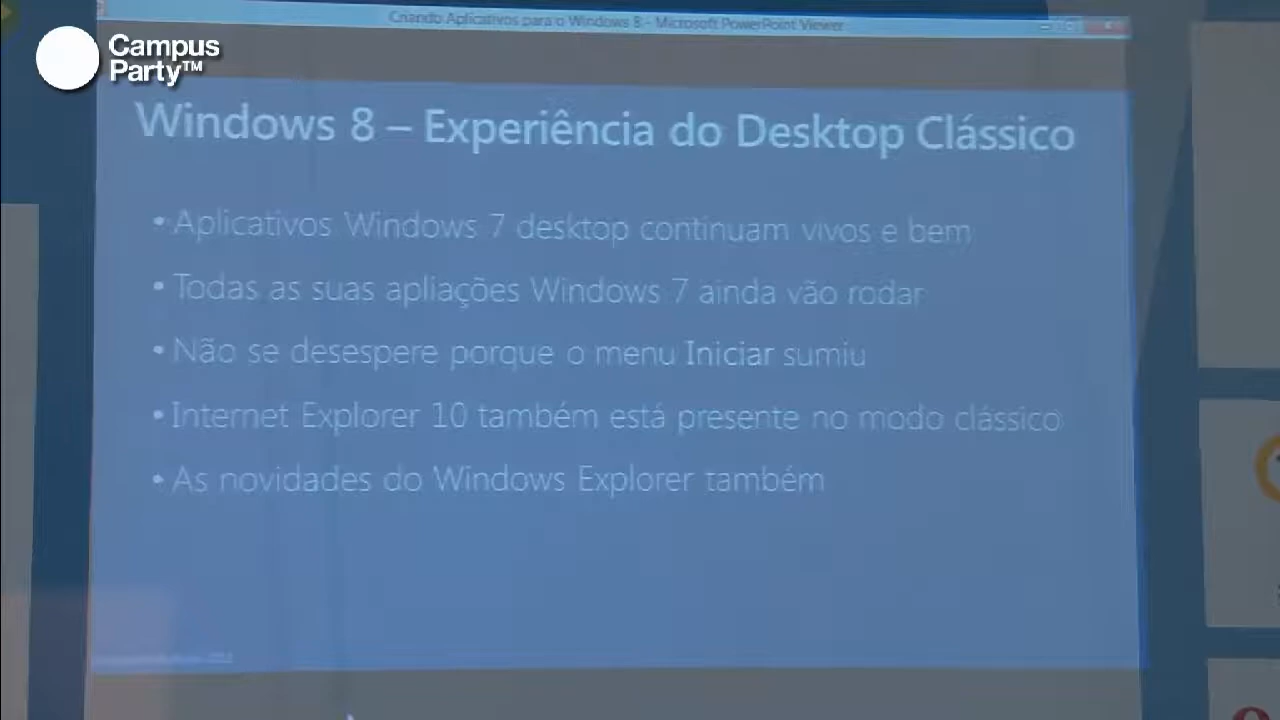 Criando Aplicativos para o Windows 8 - Microsoft PowerPoint Viewer
Campus
Party™
Windows 8 – Experiência do Desktop Clássico
• Aplicativos Windows 7 desktop continuam vivos e bem
• Todas as suas apliações Windows 7 ainda vão rodar
• Não se desespere porque o menu Iniciar sumiu
• Internet Explorer 10 também está presente no modo clássico
• As novidades do Windows Explorer também